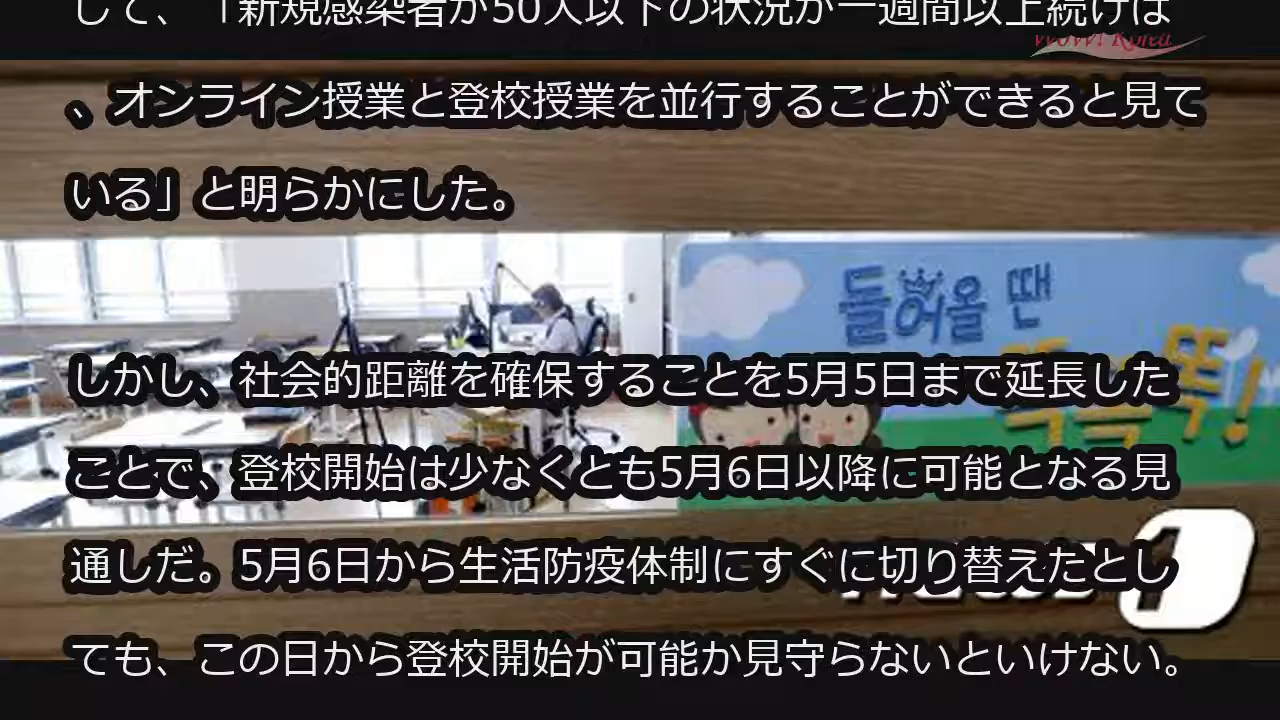 して、「新規感染者が50人以下の状況が一週間以上続けば
WoW! Korea
、オンライン授業と登校授業を並行することができると見て
いる」と明らかにした。
들어올 땐
똑똑똑!
しかし、社会的距離を確保することを5月5日まで延長した
ことで、登校開始は少なくとも5月6日以降に可能となる見
通しだ。5月6日から生活防疫体制にすぐに切り替えたとし
ても、この日から登校開始が可能か見守らないといけない。